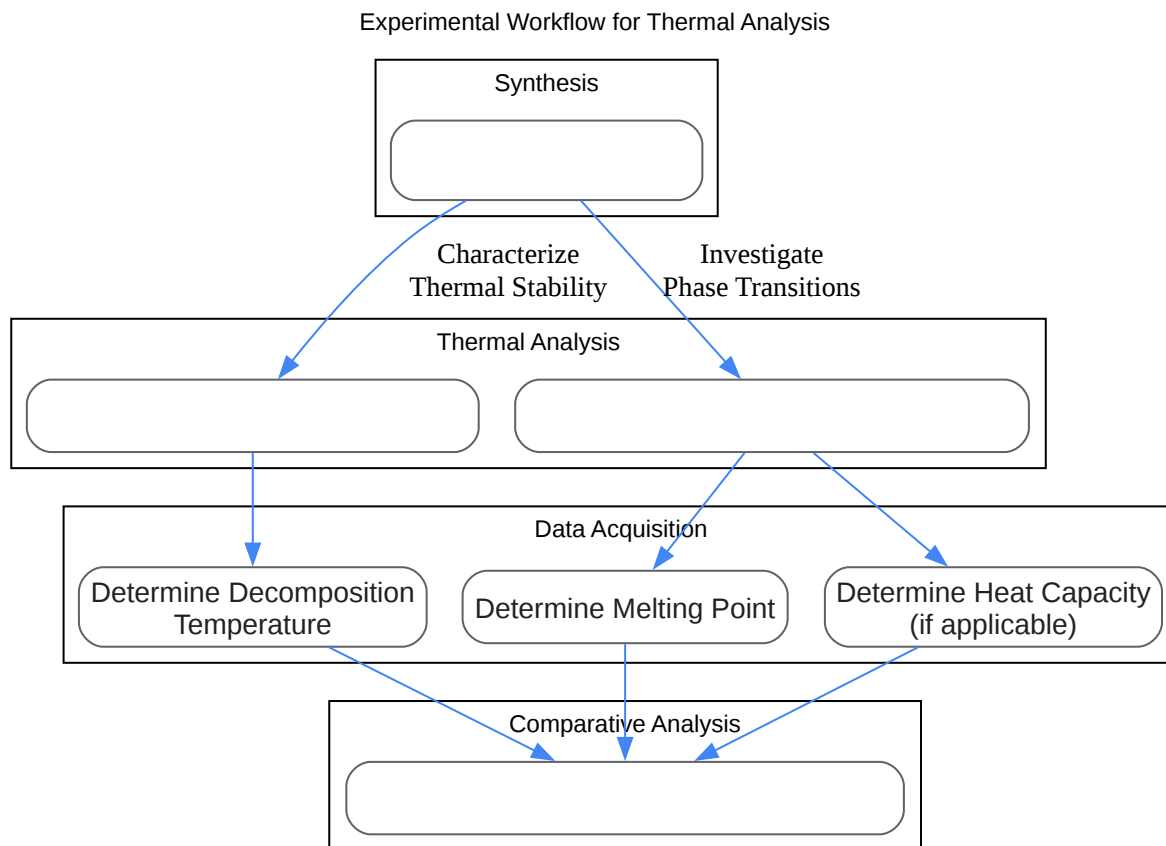 Experimental Workflow for Thermal Analysis
Synthesis
Characterize
Thermal Stability
Investigate
Phase Transitions
Thermal Analysis
Data Acquisition
Determine Decomposition
Temperature
Determine Melting Point
Determine Heat Capacity
(if applicable)
Comparative Analysis